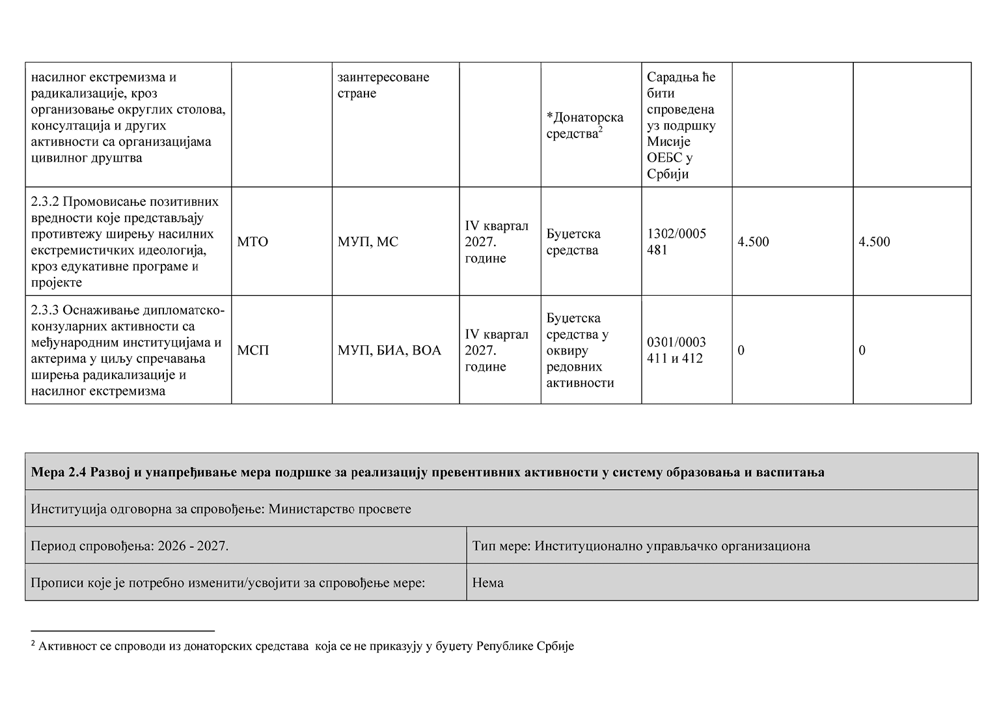 насилног екстремизма и
радикализације, кроз
организовање округлих столова,
консултација и других
активности са организацијама
цивилног друштва
заинтересоване
стране
*Донаторска
средства2
Сарадња ће
бити
спроведена
уз подршку
Мисије
ОЕБС у
Србији
2.3.2 Промовисање позитивних
вредности које представљају
противтежу ширењу насилних
екстремистичких идеологија,
кроз едукативне програме и
пројекте
МТО
МУП, МС
IV квартал
2027.
године
Буџетска
средства
1302/0005
481
4.500
4.500
2.3.3 Оснаживање дипломатско-
конзуларних активности са
међународним институцијама и
актерима у циљу спречавања
ширења радикализације и
насилног екстремизма
МСП
МУП, БИА, ВОА
IV квартал
2027.
године
Буџетска
средства у
оквиру
редовних
активности
0301/0003
411 и 412
0
0
Мера 2.4 Развој и унапређивање мера подршке за реализацију превентивних активности у систему образовања и васпитања
Институција одговорна за спровођење: Министарство просвете
Период спровођења: 2026 - 2027.
Тип мере: Институционално управљачко организациона
Прописи које је потребно изменити/усвојити за спровођење мере:
Нема
2 Активност се спроводи из донаторских средстава која се не приказују у буџету Републике Србије